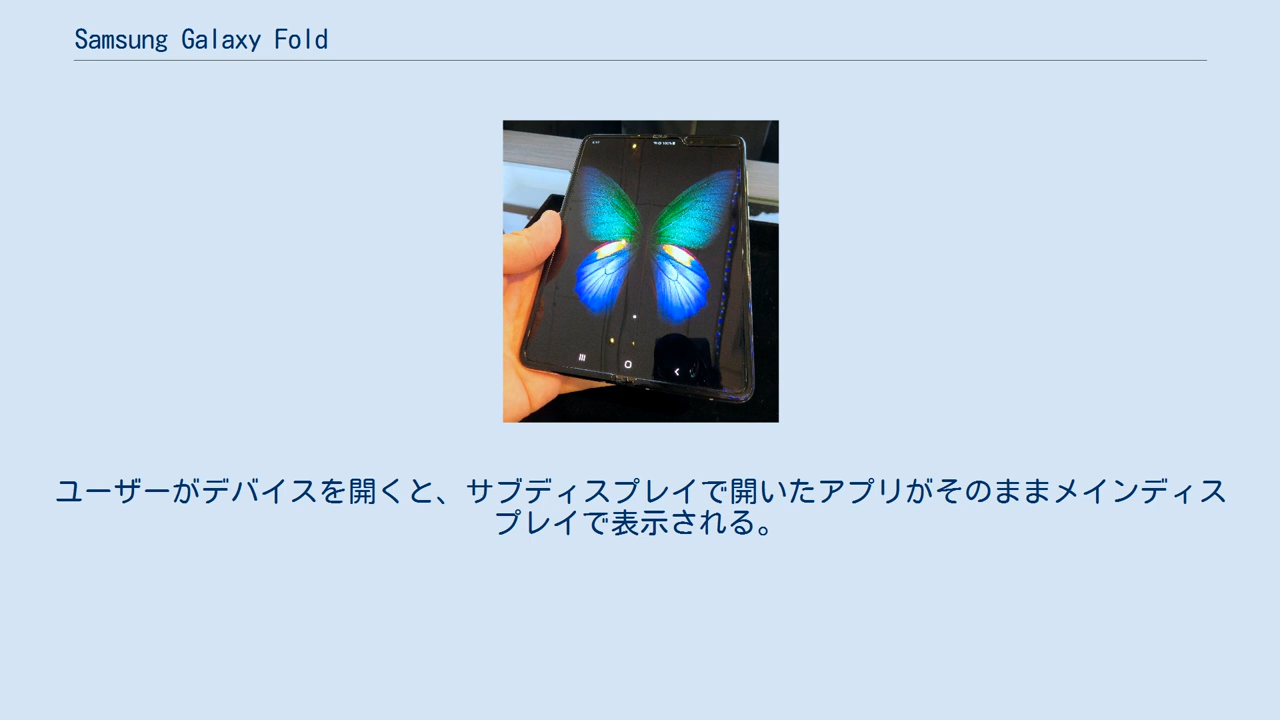 Samsung Galaxy Fold
ユーザーがデバイスを開くと、サブディスプレイで開いたアプリがそのままメインディス
プレイで表示される。